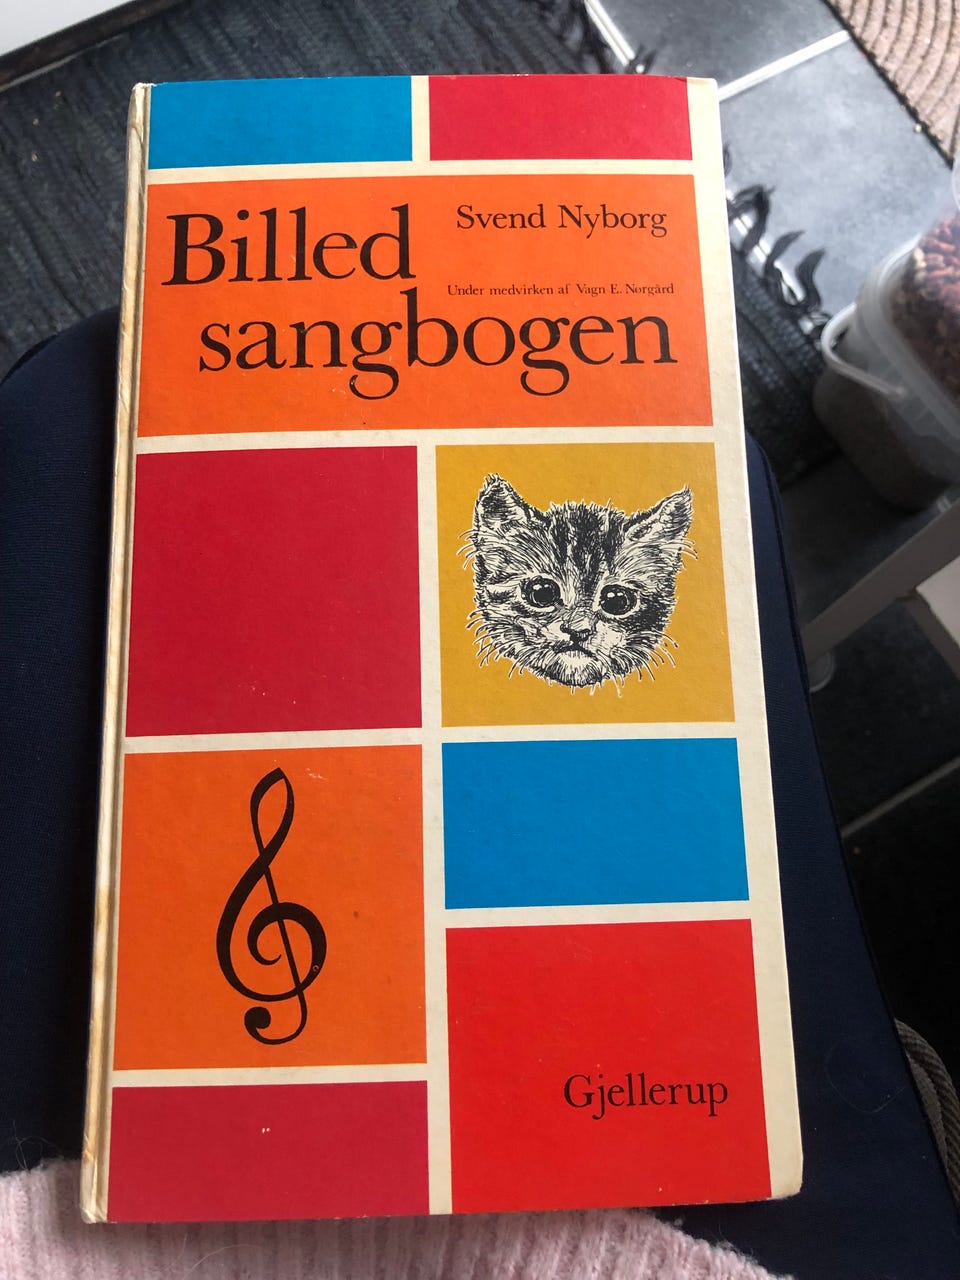 Billed
Svend Nyborg
Under medvirken af Vagn E. Nørgård
sangbogen
Gjellerup